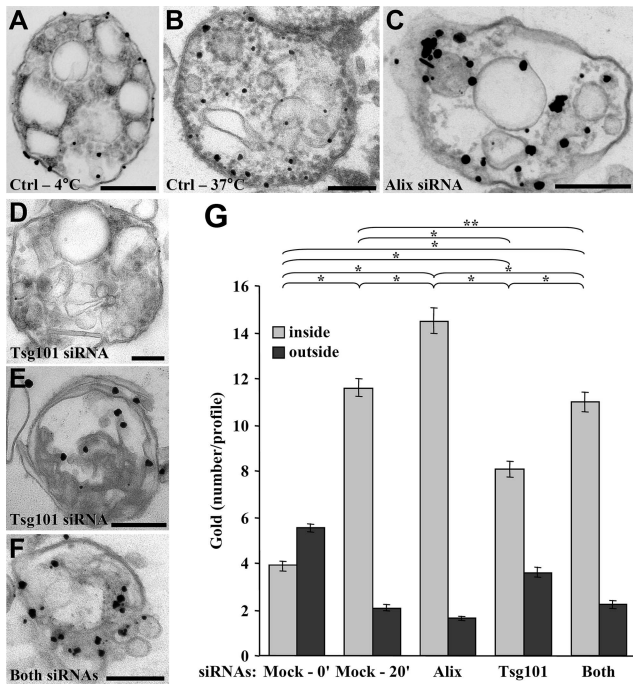 A
Ctrl – 4°C
B
Ctrl – 37°C
C
Alix siRNA
D
Tsg101 siRNA
E
Tsg101 siRNA
F
Both siRNAs
G
**
*
*
*
*
*
*
*
*
*
16
14
12
10
8
6
4
2
0
Gold (number/profile)
inside
outside
siRNAs: Mock - 0' Mock - 20' Alix Tsg101 Both